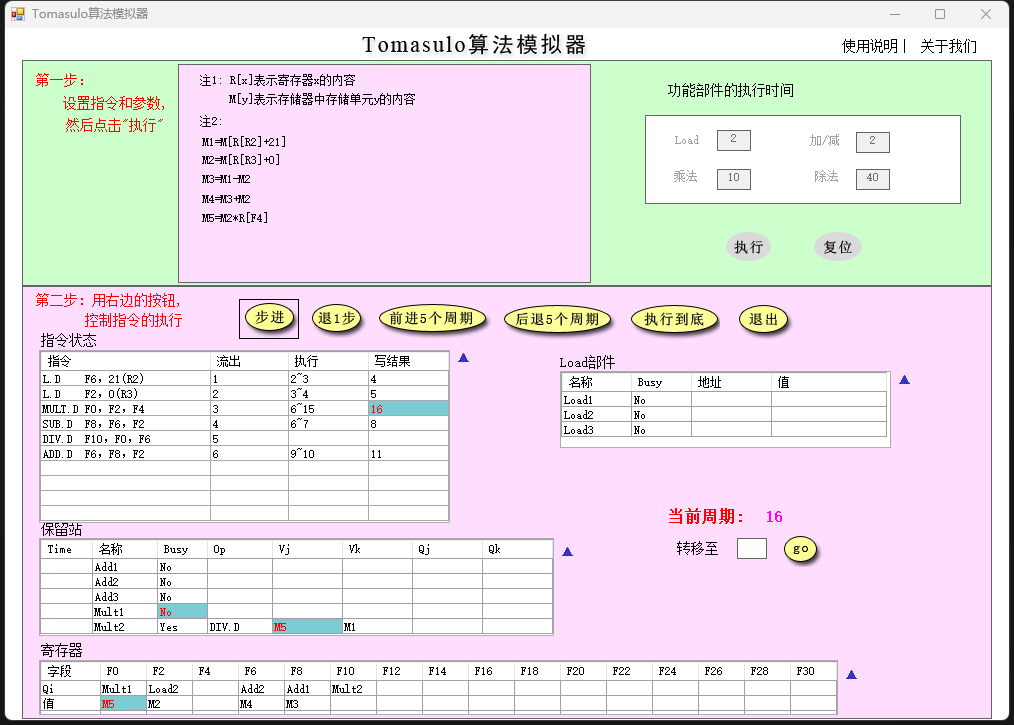 Tomasulo算法模拟器
Tomasulo算法模拟器
使用说明 | 关于我们
第一步：
设置指令和参数，
然后点击"执行"
注1: R[x]表示寄存器x的内容
M[y]表示存储器中存储单元y的内容
注2:
M1=M[R[R2]+21]
M2=M[R[R3]+0]
M3=M1-M2
M4=M3+M2
M5=M2*R[F4]
功能部件的执行时间
Load 2 加/减 2
乘法 10 除法 40
执行 复位
第二步：用右边的按钮，
控制指令的执行
步进 退1步 前进5个周期 后退5个周期 执行到底 退出
指令状态
指令 流出 执行 写结果
L.D F6, 21(R2) 1 2~3 4
L.D F2, 0(R3) 2 3~4 5
MULT.D F0, F2, F4 3 6~15 16
SUB.D F8, F6, F2 4 6~7 8
DIV.D F10, F0, F6 5
ADD.D F6, F8, F2 6 9~10 11
Load部件
名称 Busy 地址 值
Load1 No
Load2 No
Load3 No
当前周期： 16
转移至 go
保留站
Time 名称 Busy Op Vj Vk Qj Qk
Add1 No
Add2 No
Add3 No
Mult1 No
Mult2 Yes DIV.D M5 M1
寄存器
字段 F0 F2 F4 F6 F8 F10 F12 F14 F16 F18 F20 F22 F24 F26 F28 F30
Qi Mult1 Load2 Add2 Add1 Mult2
值 M5 M2 M4 M3